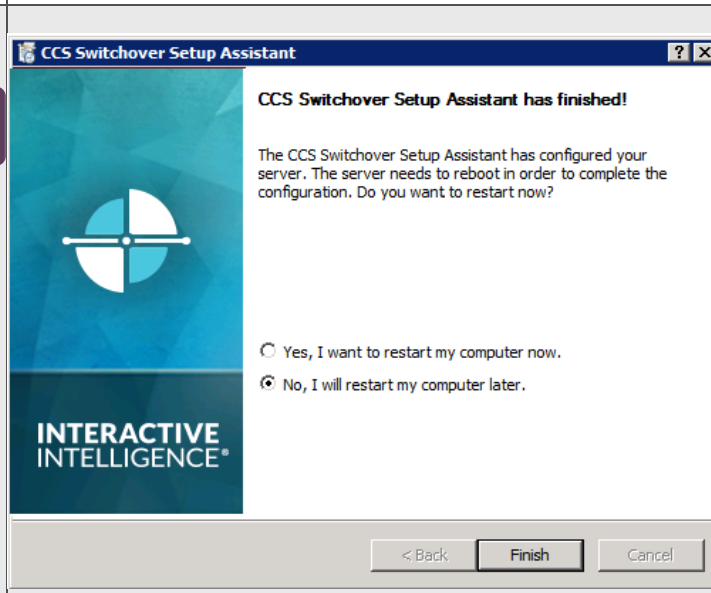 CCS Switchover Setup Assistant
CCS Switchover Setup Assistant has finished!
The CCS Switchover Setup Assistant has configured your
server. The server needs to reboot in order to complete the
configuration. Do you want to restart now?
Yes, I want to restart my computer now.
No, I will restart my computer later.
INTERACTIVE
INTELLIGENCE®
< Back Finish Cancel